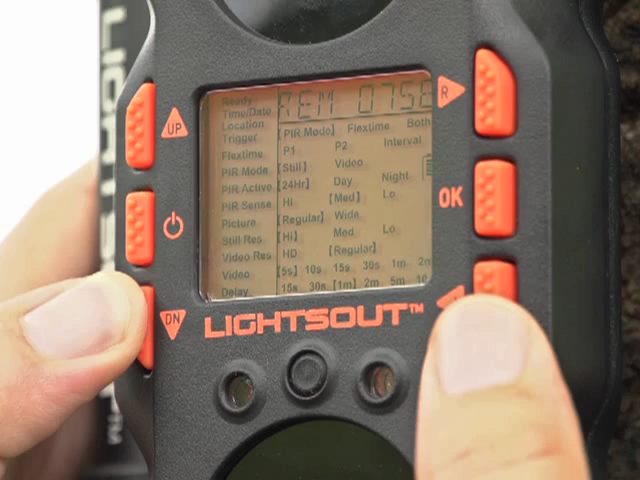 Ready REM 0758
Time/Date
Location
Trigger [PIR Mode] Flextime Both
Flextime P1 P2 Interval
PIR Mode [Still] Video
PIR Active [24Hr] Day Night
PIR Sense Hi [Med] Lo
Picture [Regular] Wide
Still Res [Hi] Med Lo
Video Res HD [Regular]
Video [5s] 10s 15s 30s 1m 2m
Delay 15s 30s [1m] 2m 5m 10
UP
R
OK
DN
LIGHTSOUT™